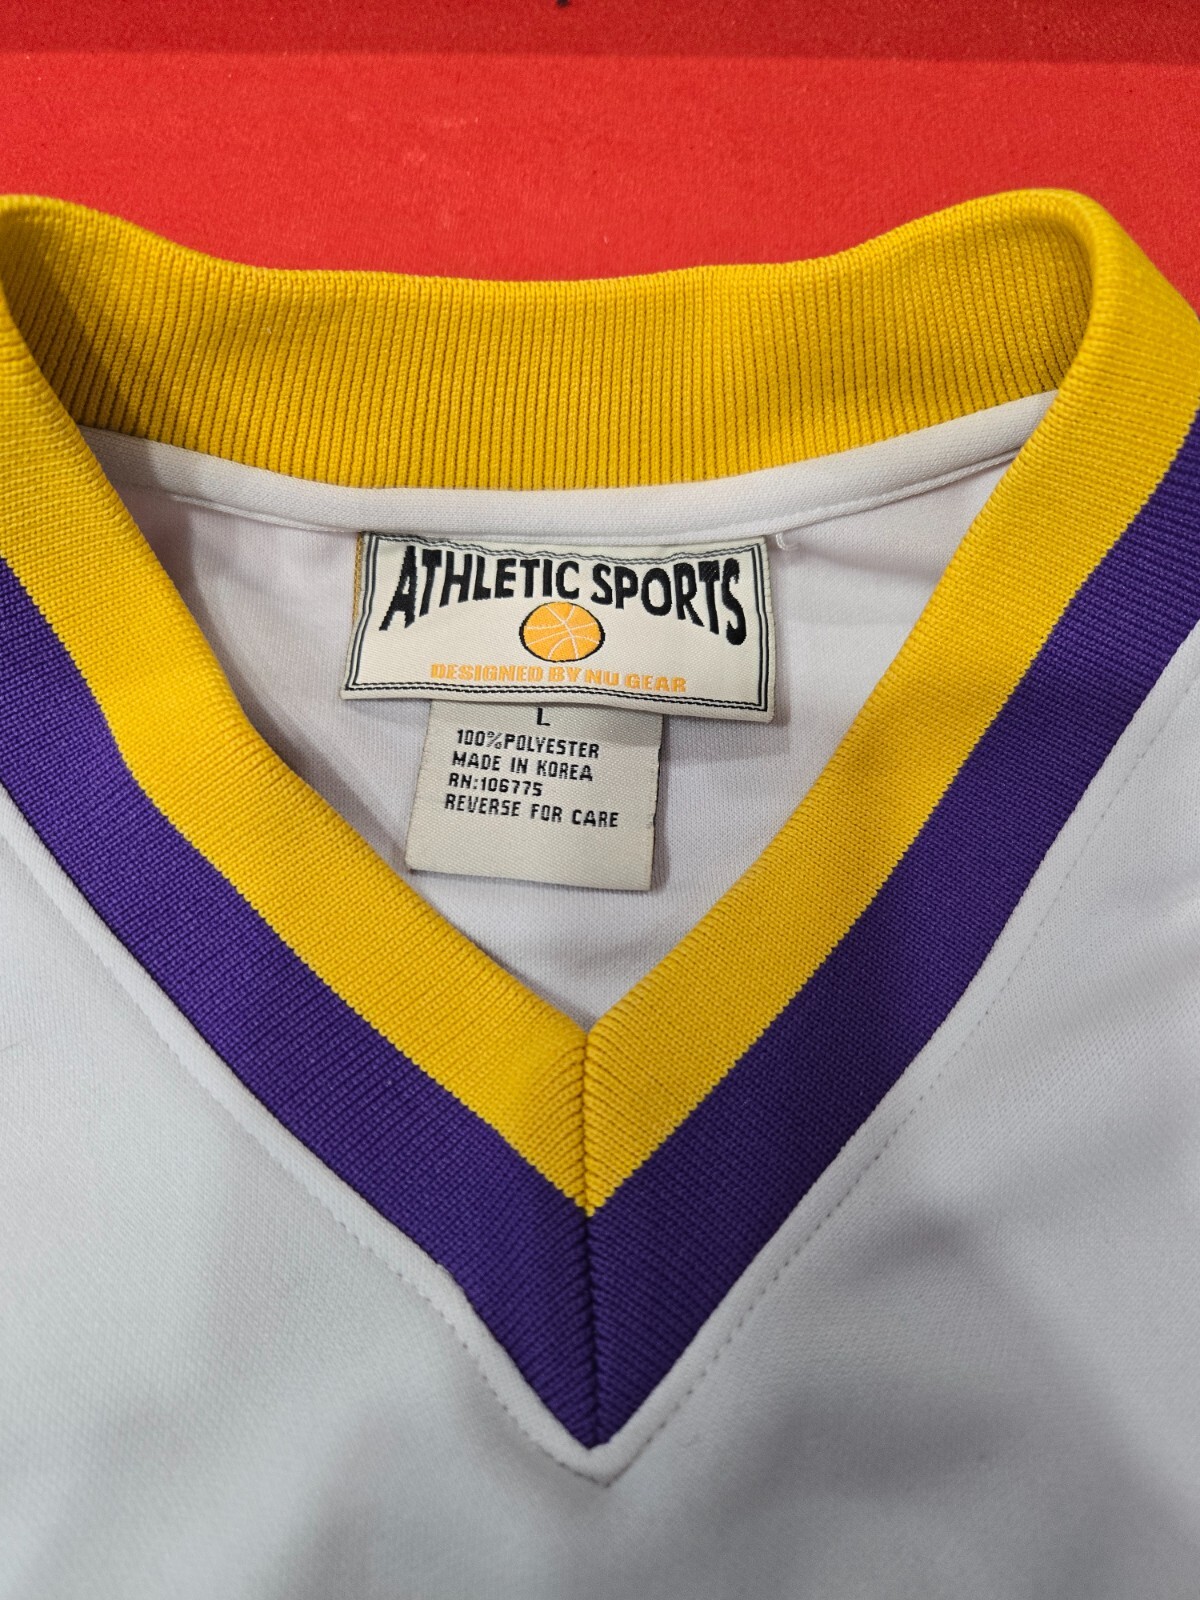 ATHLETIC SPORTS
DESIGNED BY NU GEAR
L
100%POLYESTER
MADE IN KOREA
RN:106775
REVERSE FOR CARE